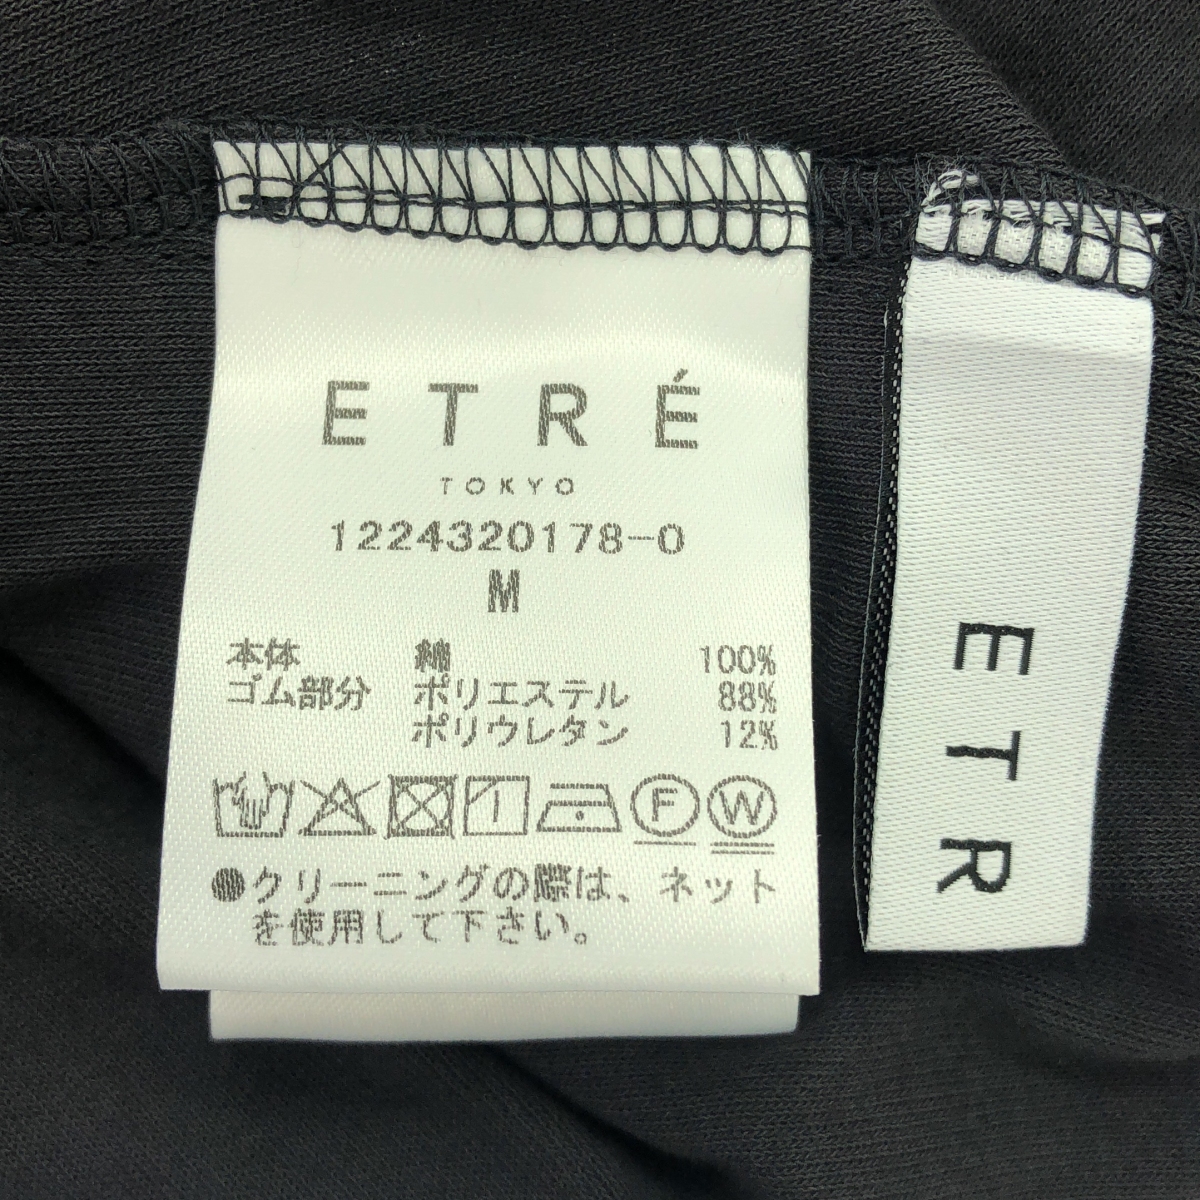 ETRÉ
TOKYO
1224320178-0
M
本体 綿 100%
ゴム部分 ポリエステル 88%
ポリウレタン 12%
F W
●クリーニングの際は、ネット
を使用して下さい。
ETR